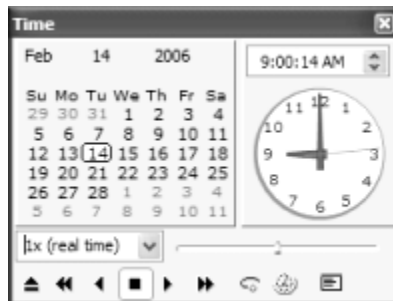 Time
Feb 14 2006
9:00:14 AM
Su Mo Tu We Th Fr Sa
29 30 31 1 2 3 4
5 6 7 8 9 10 11
12 13 14 15 16 17 18
19 20 21 22 23 24 25
26 27 28 1 2 3 4
5 6 7 8 9 10 11
12 1 2 3 4 5 6 7 8 9 10 11
1x (real time)